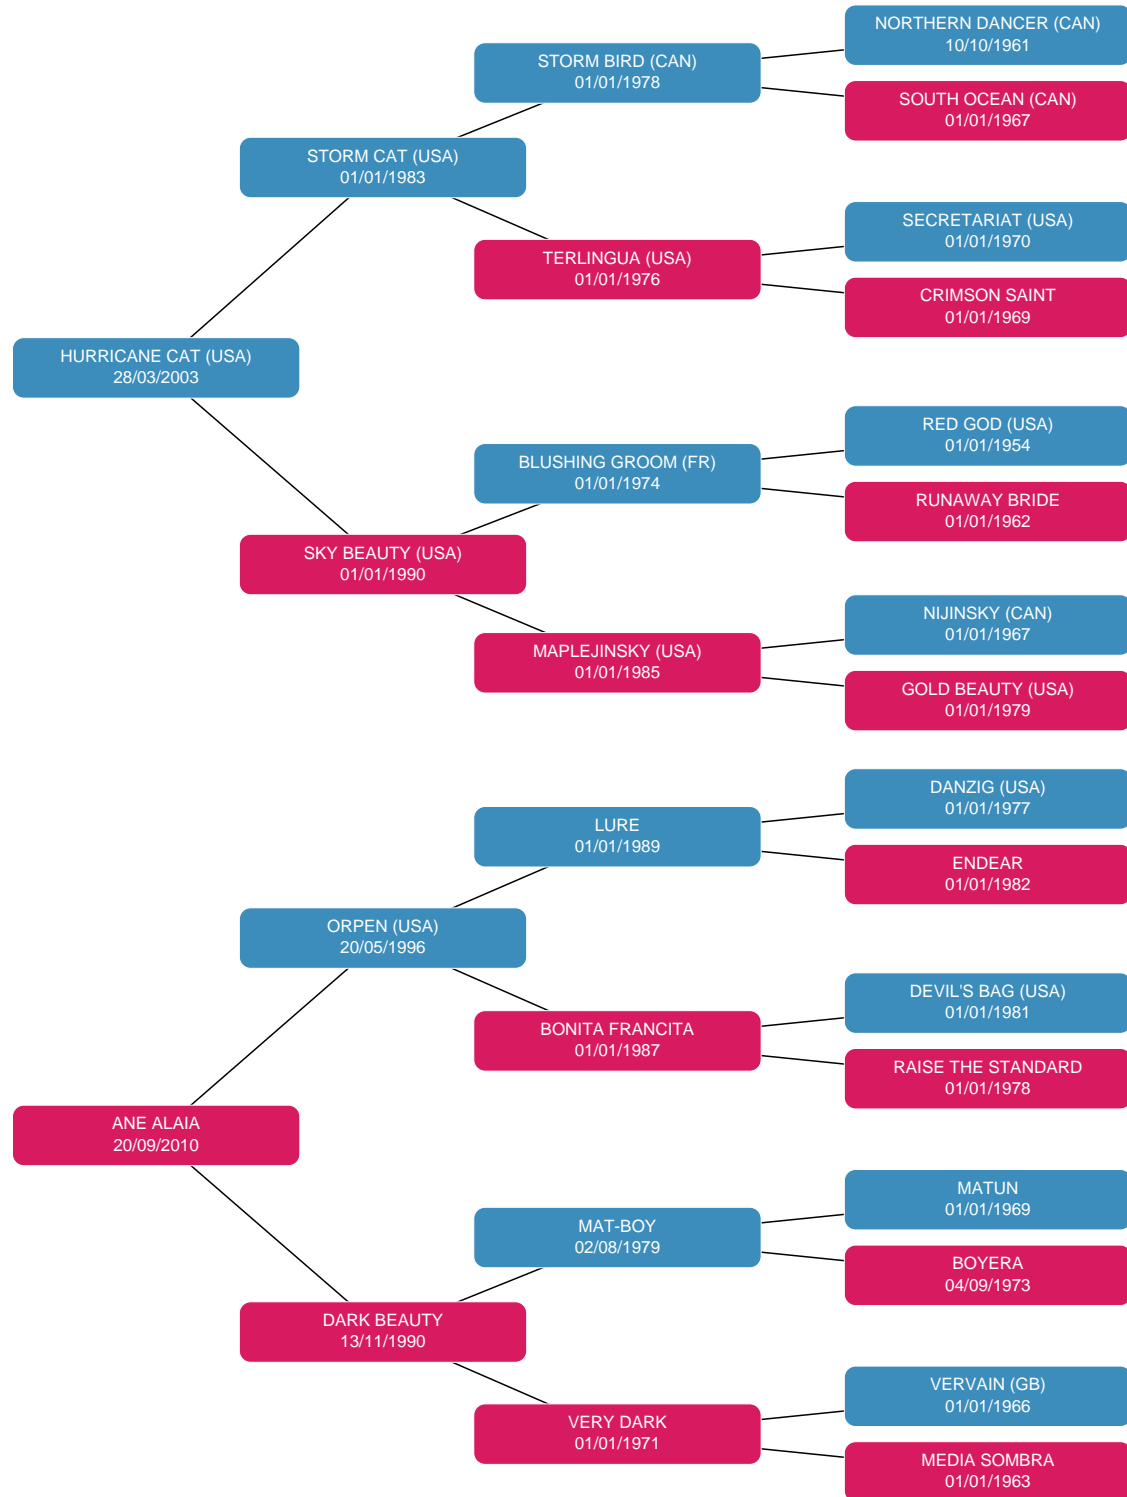 NORTHERN DANCER (CAN)
10/10/1961
STORM BIRD (CAN)
01/01/1978
SOUTH OCEAN (CAN)
01/01/1967
STORM CAT (USA)
01/01/1983
SECRETARIAT (USA)
01/01/1970
TERLINGUA (USA)
01/01/1976
CRIMSON SAINT
01/01/1969
HURRICANE CAT (USA)
28/03/2003
RED GOD (USA)
01/01/1954
BLUSHING GROOM (FR)
01/01/1974
RUNAWAY BRIDE
01/01/1962
SKY BEAUTY (USA)
01/01/1990
NIJINSKY (CAN)
01/01/1967
MAPLEJINSKY (USA)
01/01/1985
GOLD BEAUTY (USA)
01/01/1979
DANZIG (USA)
01/01/1977
LURE
01/01/1989
ENDEAR
01/01/1982
ORPEN (USA)
20/05/1996
DEVIL'S BAG (USA)
01/01/1981
BONITA FRANCITA
01/01/1987
RAISE THE STANDARD
01/01/1978
ANE ALAIA
20/09/2010
MATUN
01/01/1969
MAT-BOY
02/08/1979
BOYERA
04/09/1973
DARK BEAUTY
13/11/1990
VERVAIN (GB)
01/01/1966
VERY DARK
01/01/1971
MEDIA SOMBRA
01/01/1963